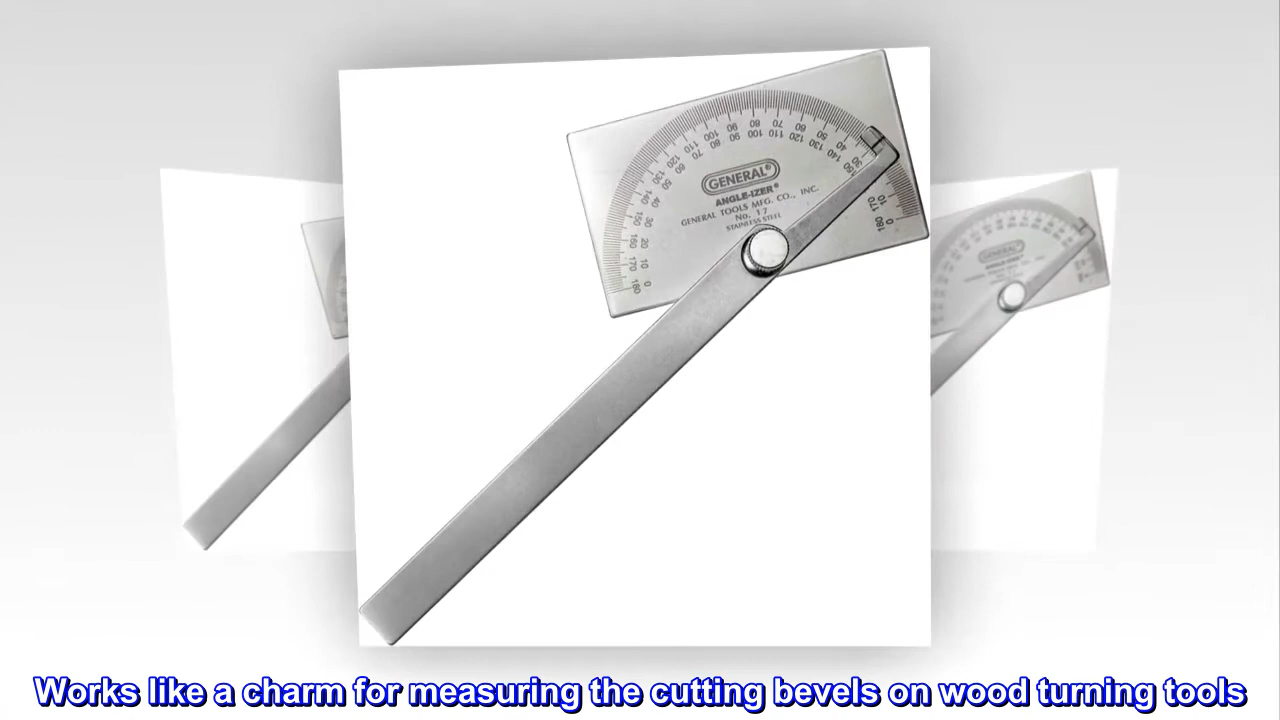 GENERAL®
ANGLE-IZER®
GENERAL TOOLS MFG. CO., INC.
No. 17
STAINLESS STEEL
Works like a charm for measuring the cutting bevels on wood turning tools